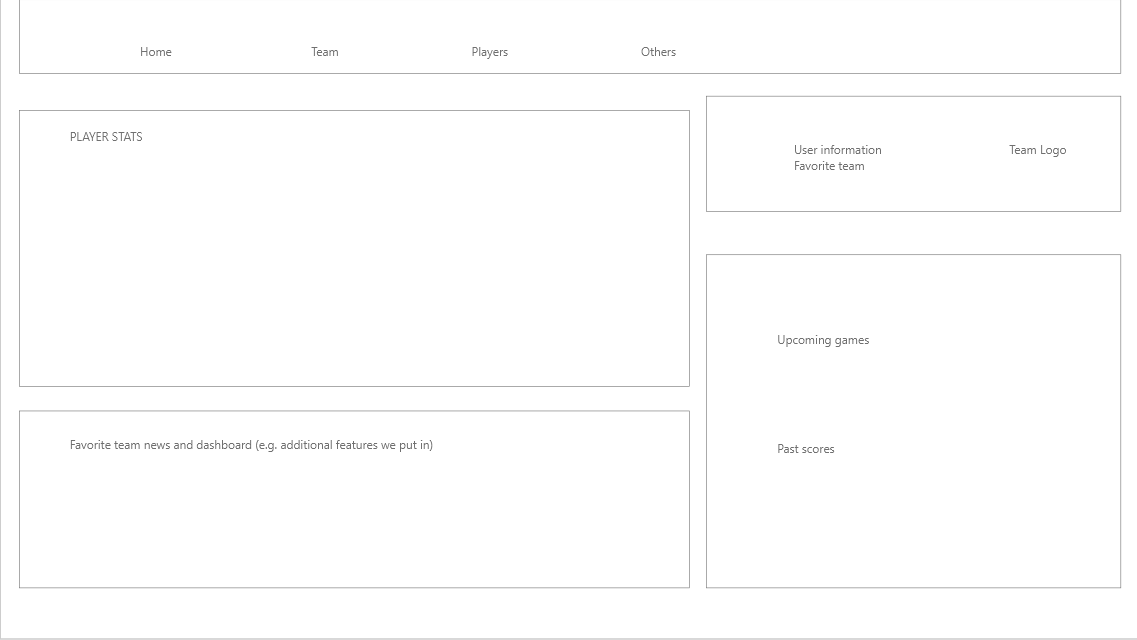 Home Team Players Others
PLAYER STATS
User information Team Logo
Favorite team
Upcoming games
Favorite team news and dashboard (e.g. additional features we put in)
Past scores